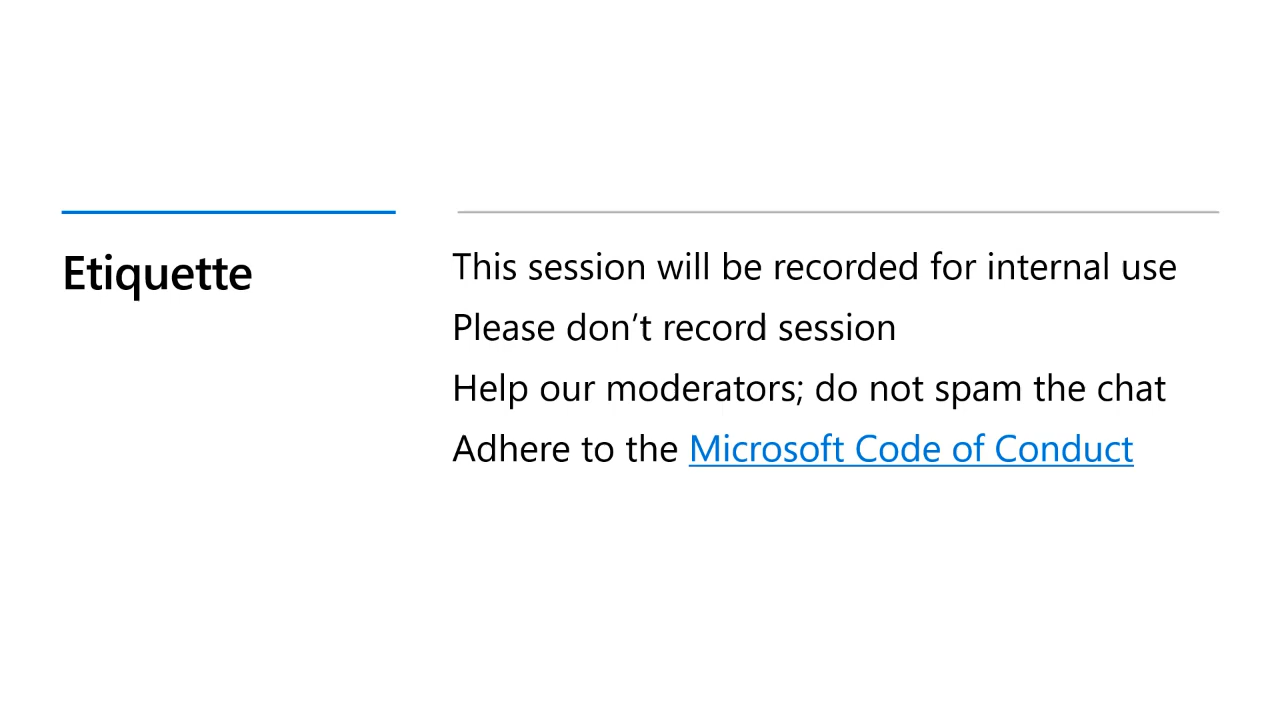 Etiquette
This session will be recorded for internal use
Please don’t record session
Help our moderators; do not spam the chat
Adhere to the Microsoft Code of Conduct